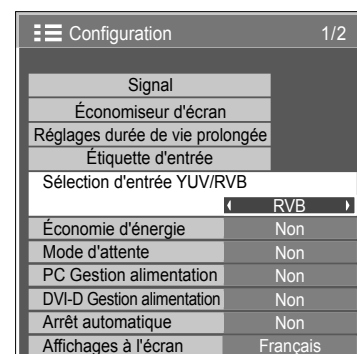 Configuration 1/2
Signal
Économiseur d'écran
Réglages durée de vie prolongée
Étiquette d'entrée
Sélection d'entrée YUV/RVB
RVB
Économie d'énergie Non
Mode d'attente Non
PC Gestion alimentation Non
DVI-D Gestion alimentation Non
Arrêt automatique Non
Affichages à l'écran Français